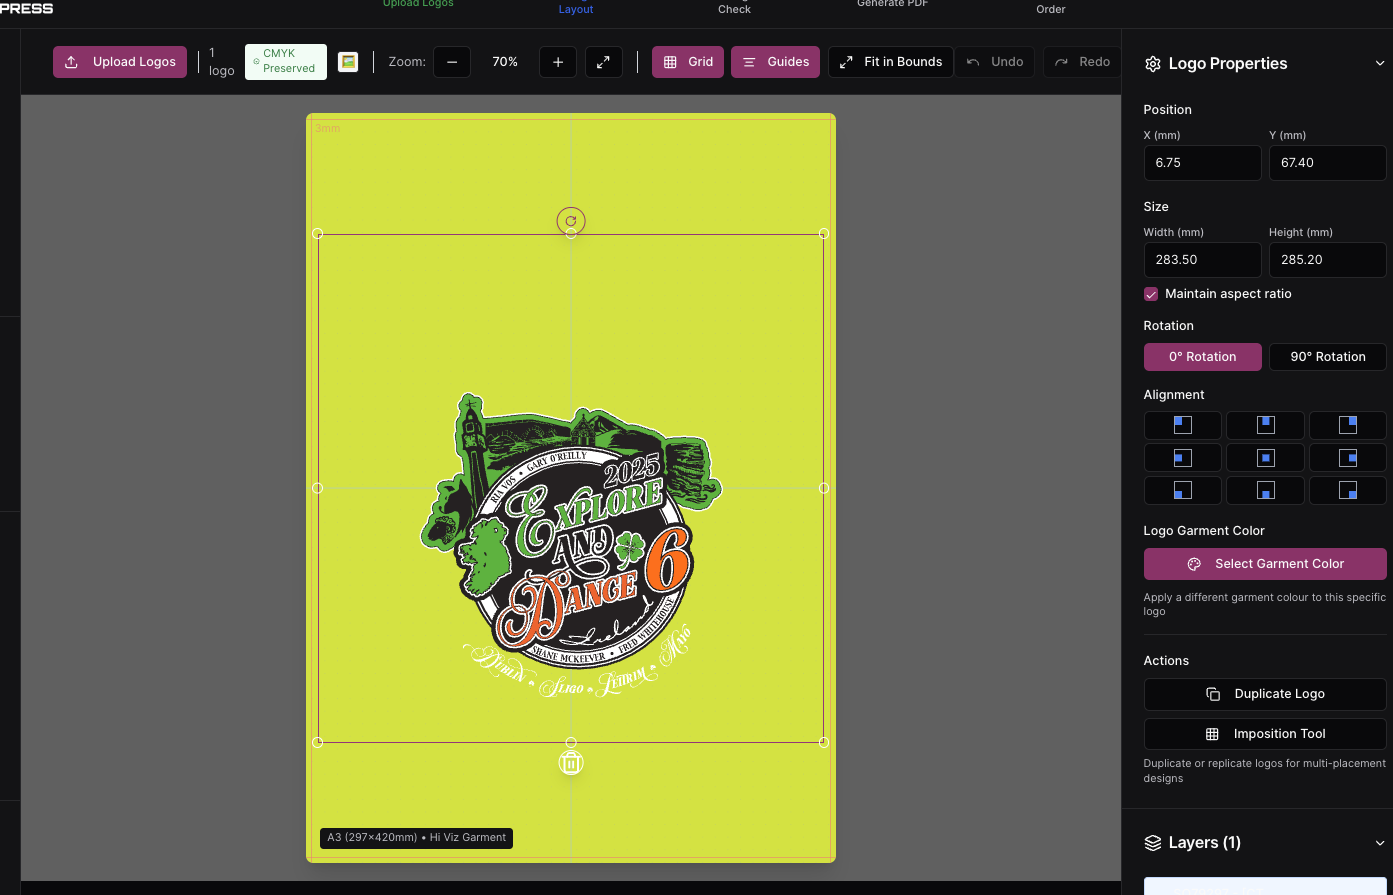 PRESS
Upload Logos
Layout
Check
Generate PDF
Order
Upload Logos
1 logo
CMYK Preserved
Zoom:
70%
Grid
Guides
Fit in Bounds
Undo
Redo
3mm
RIA VOS • GARY O'REILLY
2025
EXPLORE
AND
DANCE 6
Ireland
SHANE MCKEEVER • FRED WHITEHOUSE
DUBLIN • SLIGO • LEITRIM • MAYO
A3 (297×420mm) • Hi Viz Garment
Logo Properties
Position
X (mm)
Y (mm)
6.75
67.40
Size
Width (mm)
Height (mm)
283.50
285.20
Maintain aspect ratio
Rotation
0° Rotation
90° Rotation
Alignment
Logo Garment Color
Select Garment Color
Apply a different garment colour to this specific
logo
Actions
Duplicate Logo
Imposition Tool
Duplicate or replicate logos for multi-placement
designs
Layers (1)